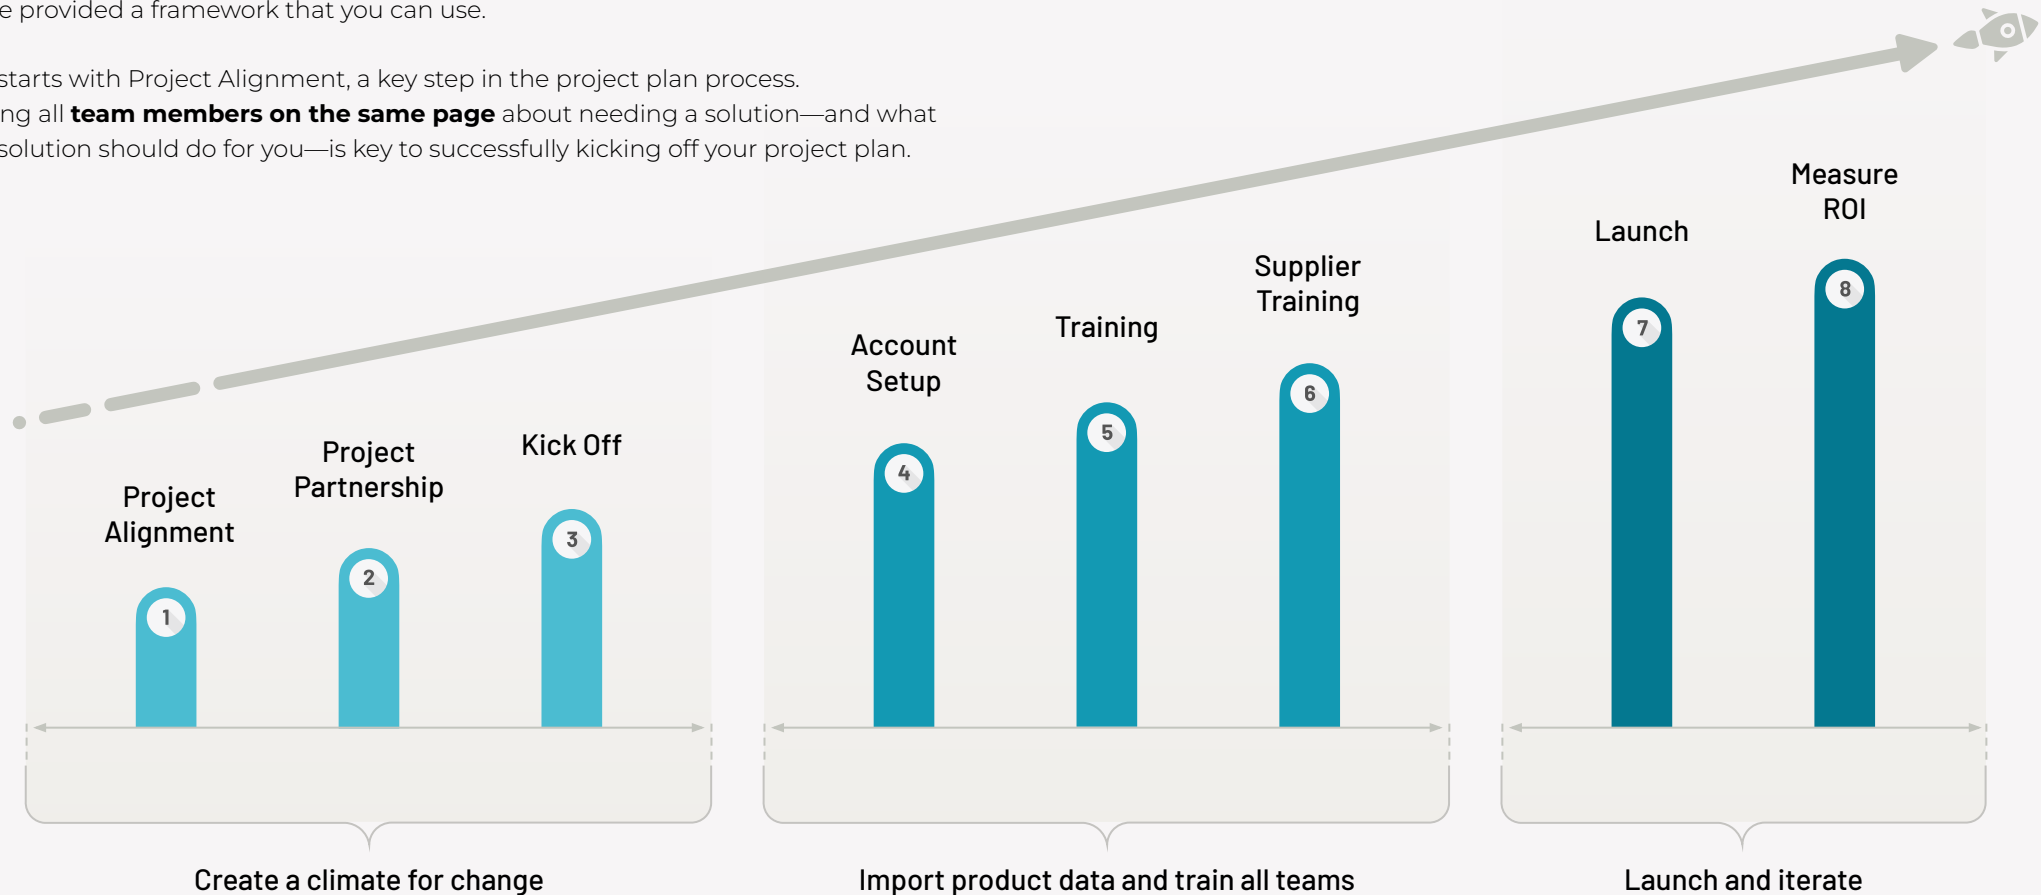 e provided a framework that you can use.
starts with Project Alignment, a key step in the project plan process.
ng all team members on the same page about needing a solution—and what
solution should do for you—is key to successfully kicking off your project plan.
Project
Alignment
1
Project
Partnership
2
Kick Off
3
Create a climate for change
Account
Setup
4
Training
5
Supplier
Training
6
Import product data and train all teams
Launch
7
Measure
ROI
8
Launch and iterate